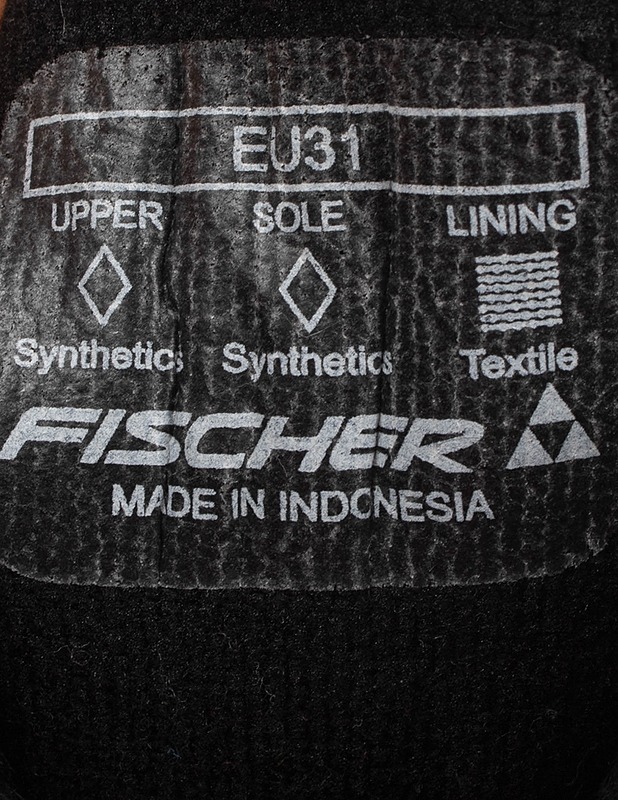 EU31
UPPER SOLE LINING
Synthetics Synthetics Textile
FISCHER
MADE IN INDONESIA